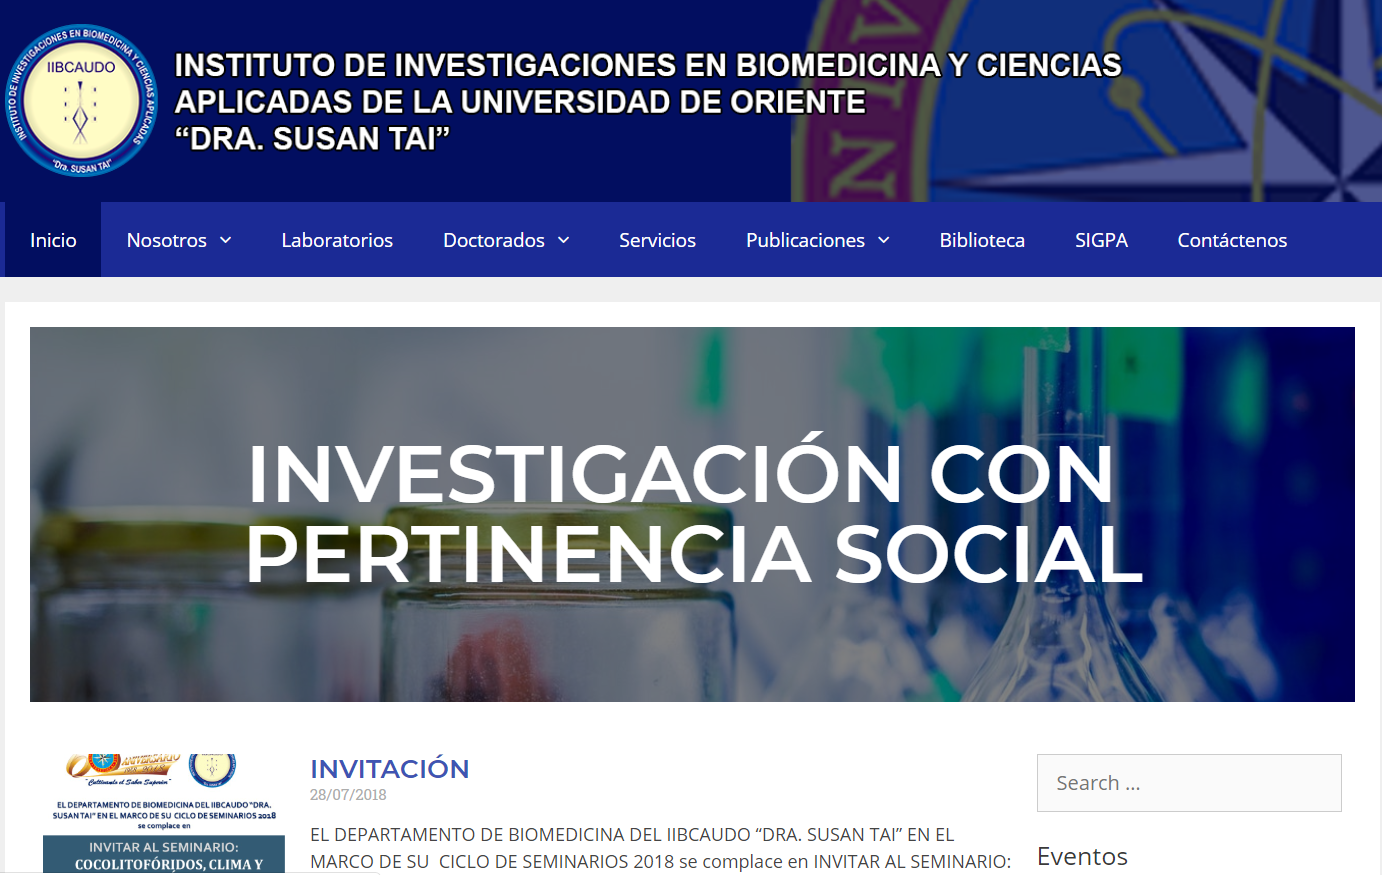 INSTITUTO DE INVESTIGACIONES EN BIOMEDICINA Y CIENCIAS APLICADAS
IIBCAUDO
"Dra. SUSAN TAI"
INSTITUTO DE INVESTIGACIONES EN BIOMEDICINA Y CIENCIAS
APLICADAS DE LA UNIVERSIDAD DE ORIENTE
“DRA. SUSAN TAI”
Inicio Nosotros Laboratorios Doctorados Servicios Publicaciones Biblioteca SIGPA Contáctenos
INVESTIGACIÓN CON
PERTINENCIA SOCIAL
ANIVERSARIO
"Cultivando el Saber Superior"
EL DEPARTAMENTO DE BIOMEDICINA DEL IIBCAUDO "DRA.
SUSAN TAI" EN EL MARCO DE SU CICLO DE SEMINARIOS 2018
se complace en
INVITAR AL SEMINARIO:
COCOLITOFÓRIDOS, CLIMA Y
INVITACIÓN
28/07/2018
EL DEPARTAMENTO DE BIOMEDICINA DEL IIBCAUDO “DRA. SUSAN TAI” EN EL
MARCO DE SU CICLO DE SEMINARIOS 2018 se complace en INVITAR AL SEMINARIO:
Search ...
Eventos